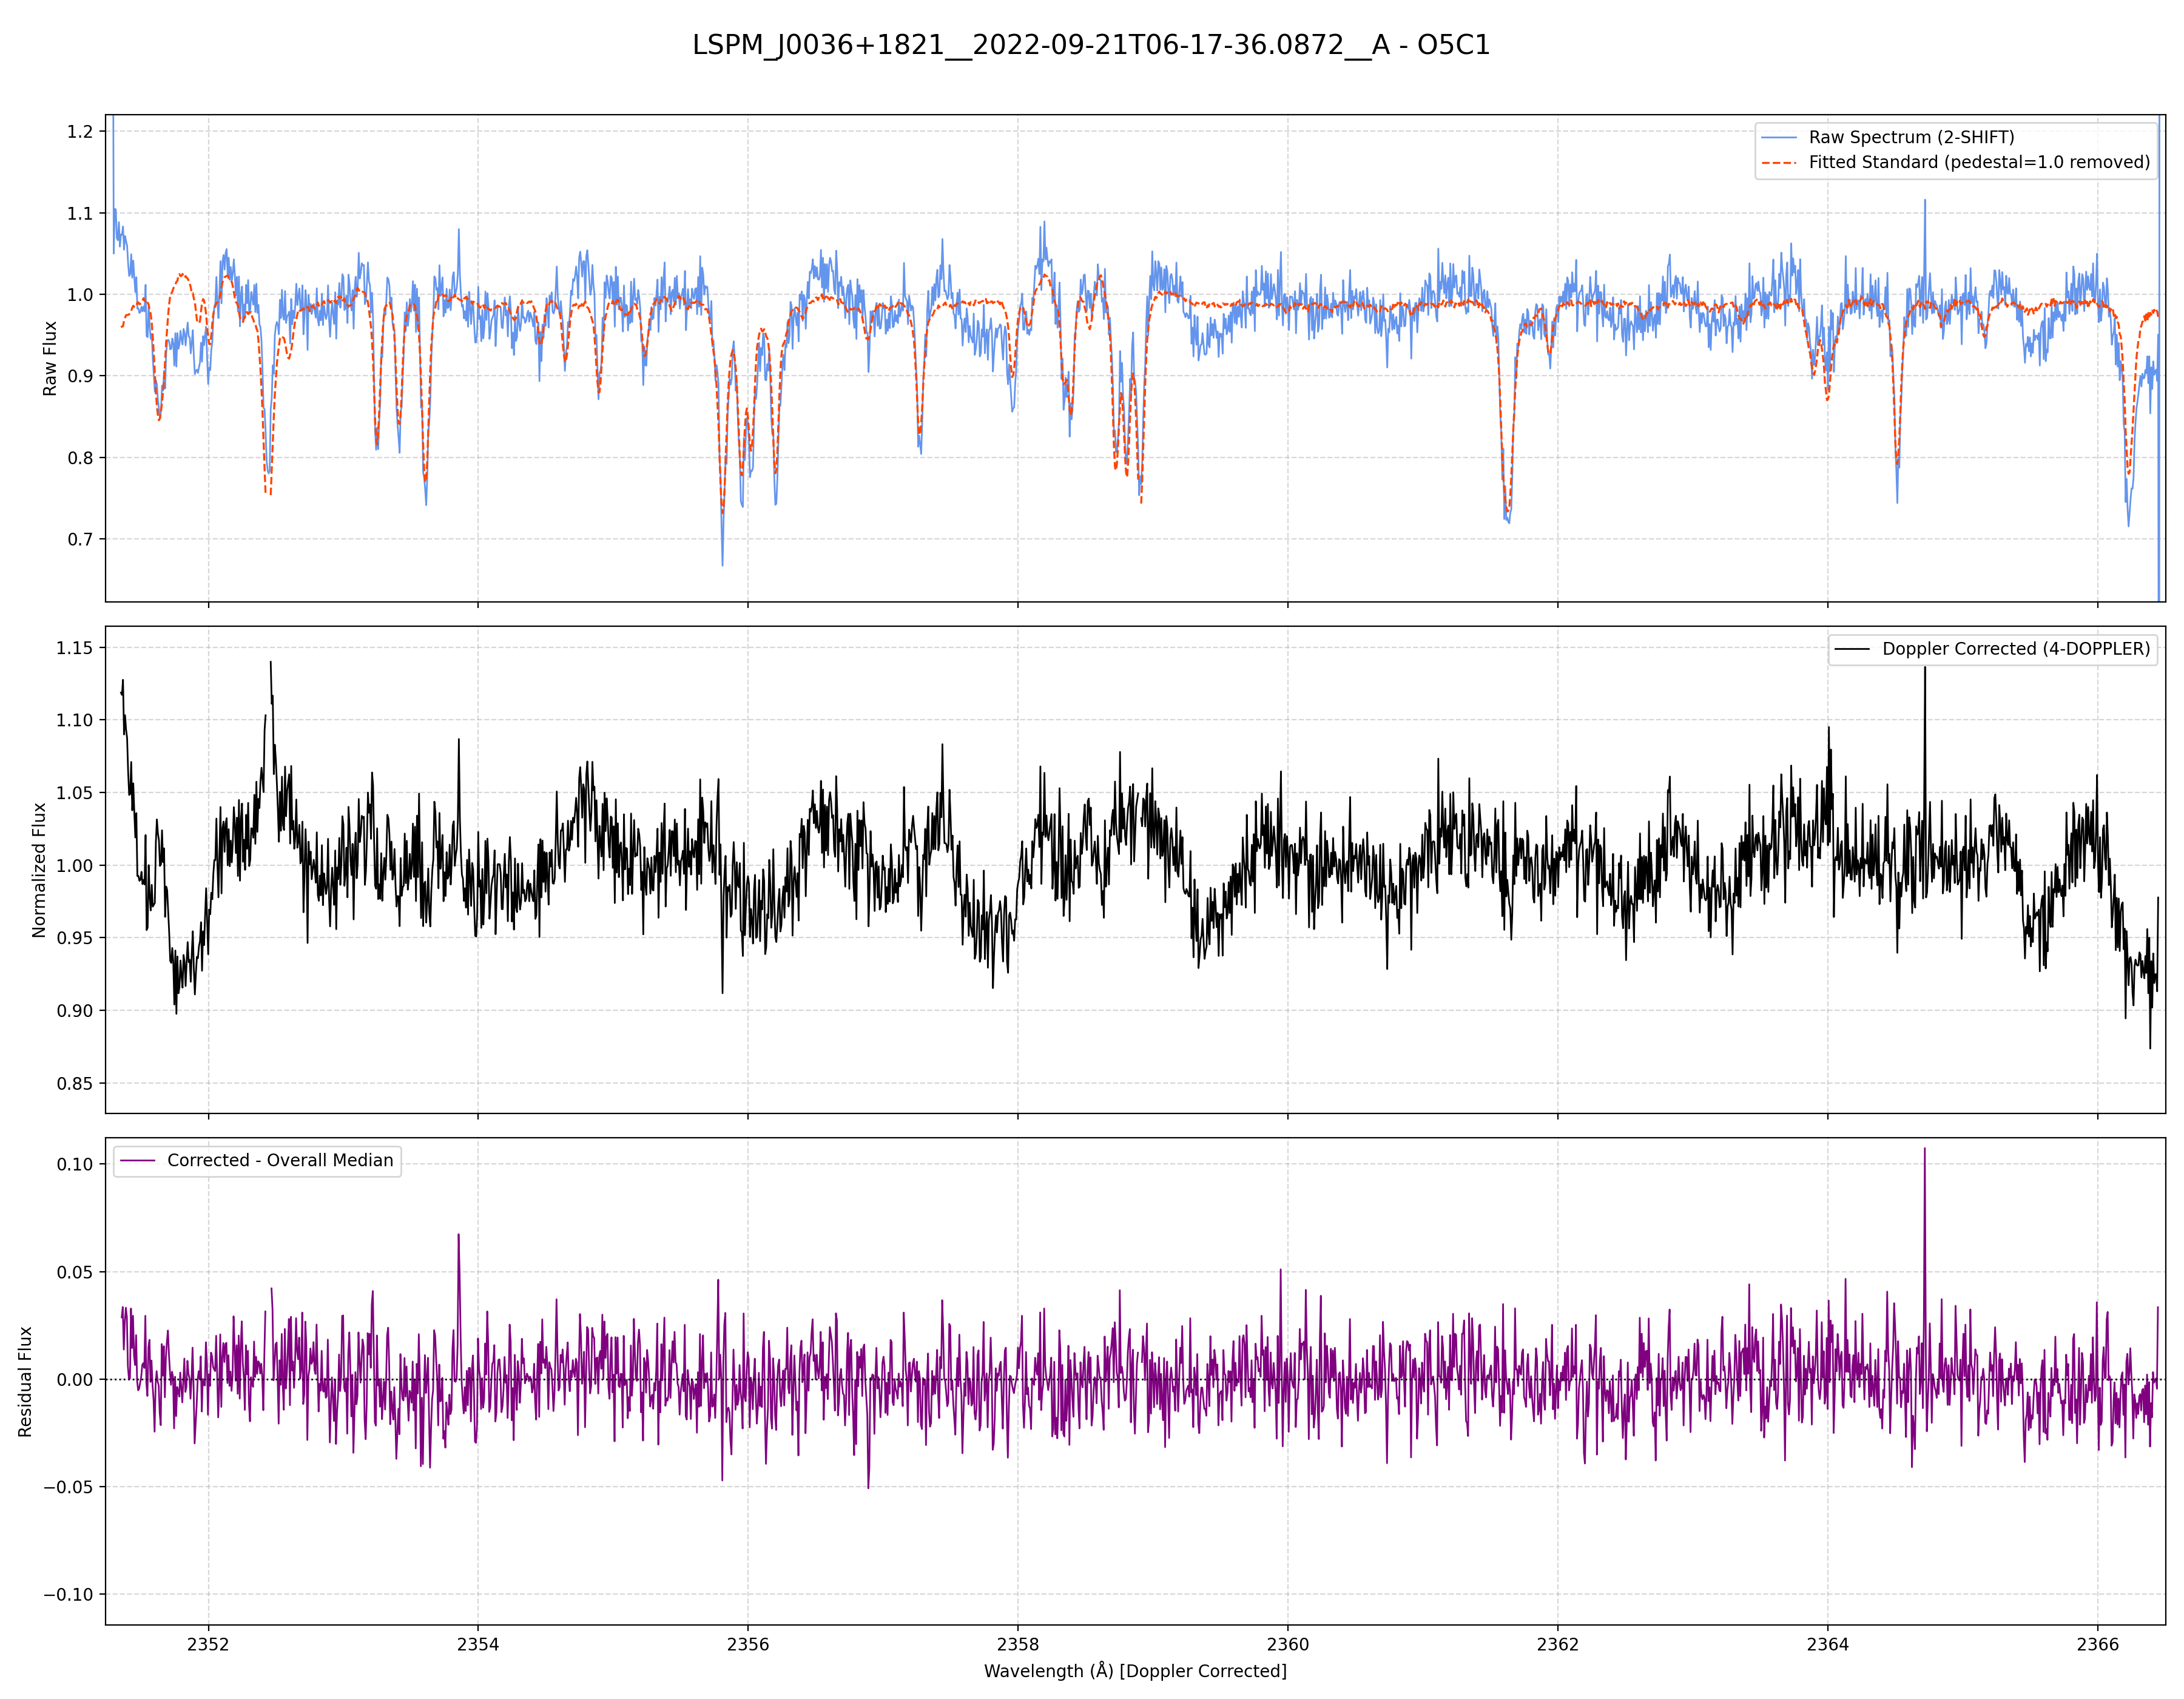 LSPM_J0036+1821__2022-09-21T06-17-36.0872__A - O5C1
Raw Flux
1.2
1.1
1.0
0.9
0.8
0.7
Raw Spectrum (2-SHIFT)
Fitted Standard (pedestal=1.0 removed)
Normalized Flux
1.15
1.10
1.05
1.00
0.95
0.90
0.85
Doppler Corrected (4-DOPPLER)
Residual Flux
0.10
0.05
0.00
−0.05
−0.10
Corrected - Overall Median
2352 2354 2356 2358 2360 2362 2364 2366
Wavelength (Å) [Doppler Corrected]